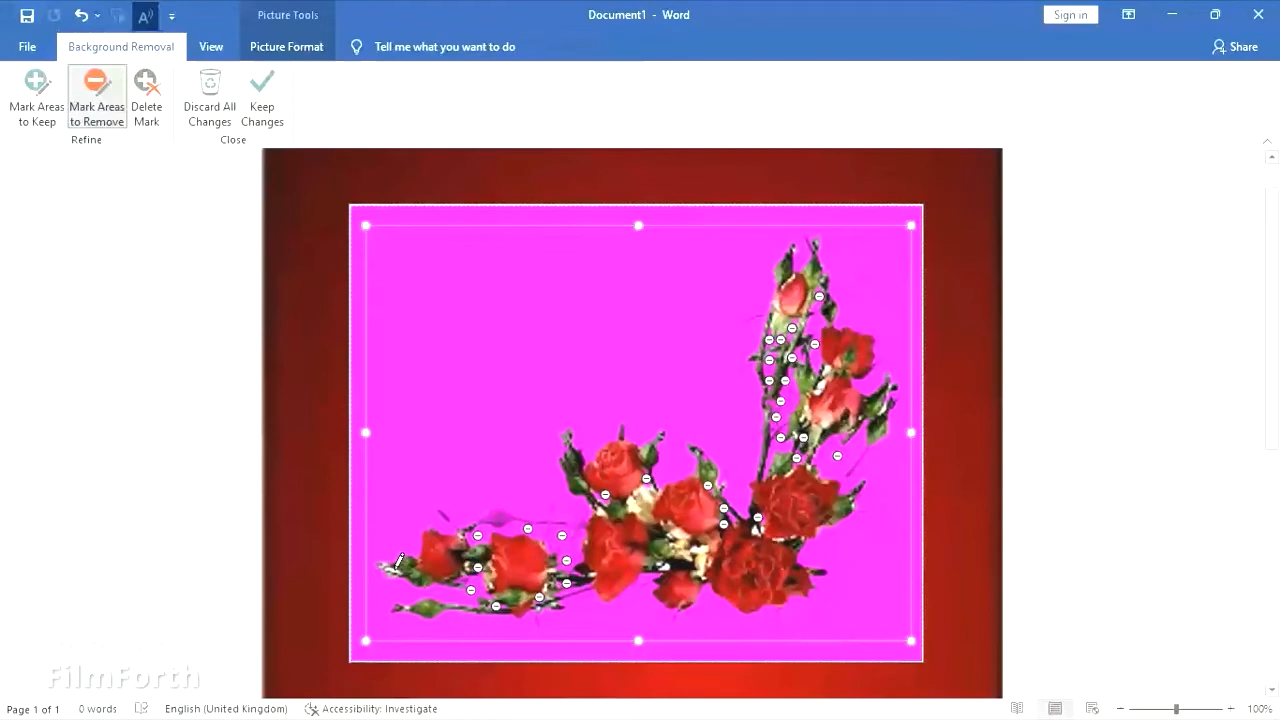 Picture Tools
Document1 - Word
Sign in
File
Background Removal
View
Picture Format
Tell me what you want to do
Share
Mark Areas to Keep
Mark Areas to Remove
Delete Mark
Discard All Changes
Keep Changes
Refine
Close
FilmForth
Page 1 of 1
0 words
English (United Kingdom)
Accessibility: Investigate
100%